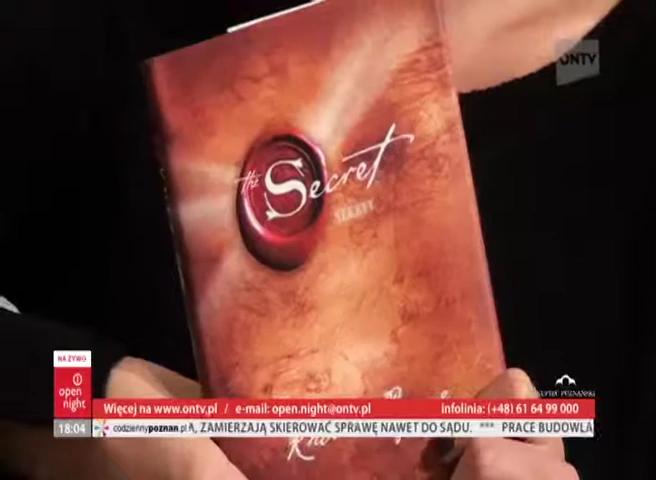 ONTV
the Secret
SEKRET
NA ŻYWO
open
night
Więcej na www.ontv.pl / e-mail: open.night@ontv.pl
infolinia: (+48) 61 64 99 000
18:04
codziennypoznan.pl
, ZAMIERZAJĄ SKIEROWAĆ SPRAWĘ NAWET DO SĄDU. *** PRACE BUDOWLA